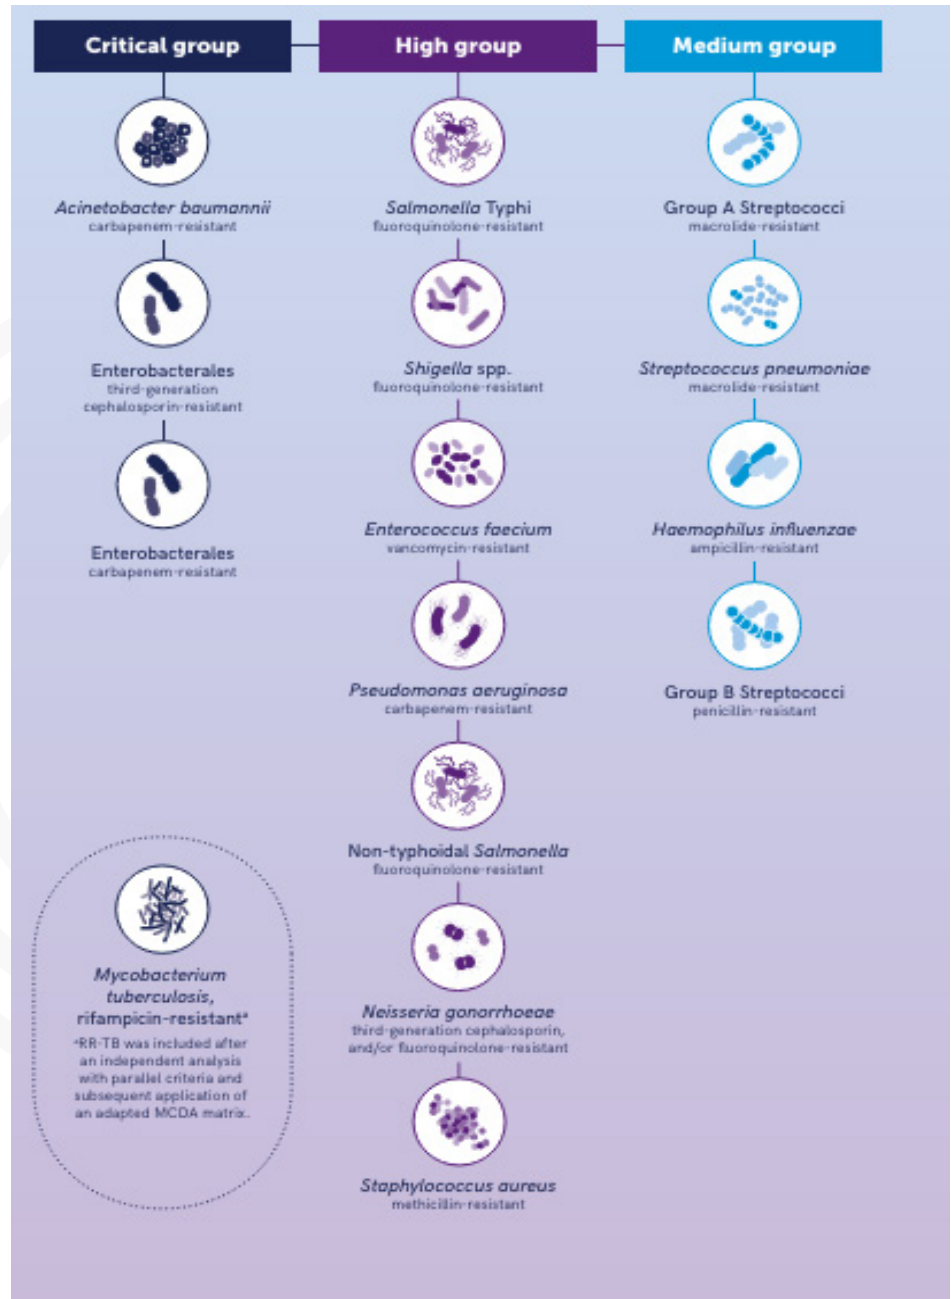 Critical group
Acinetobacter baumannii
carbapenem-resistant
Enterobacterales
third-generation
cephalosporin-resistant
Enterobacterales
carbapenem-resistant
Mycobacterium
tuberculosis,
rifampicin-resistantᵃ
ᵃRR-TB was included after
an independent analysis
with parallel criteria and
subsequent application of
an adapted MCDA matrix.
High group
Salmonella Typhi
fluoroquinolone-resistant
Shigella spp.
fluoroquinolone-resistant
Enterococcus faecium
vancomycin-resistant
Pseudomonas aeruginosa
carbapenem-resistant
Non-typhoidal Salmonella
fluoroquinolone-resistant
Neisseria gonorrhoeae
third-generation cephalosporin,
and/or fluoroquinolone-resistant
Staphylococcus aureus
methicillin-resistant
Medium group
Group A Streptococci
macrolide-resistant
Streptococcus pneumoniae
macrolide-resistant
Haemophilus influenzae
ampicillin-resistant
Group B Streptococci
penicillin-resistant